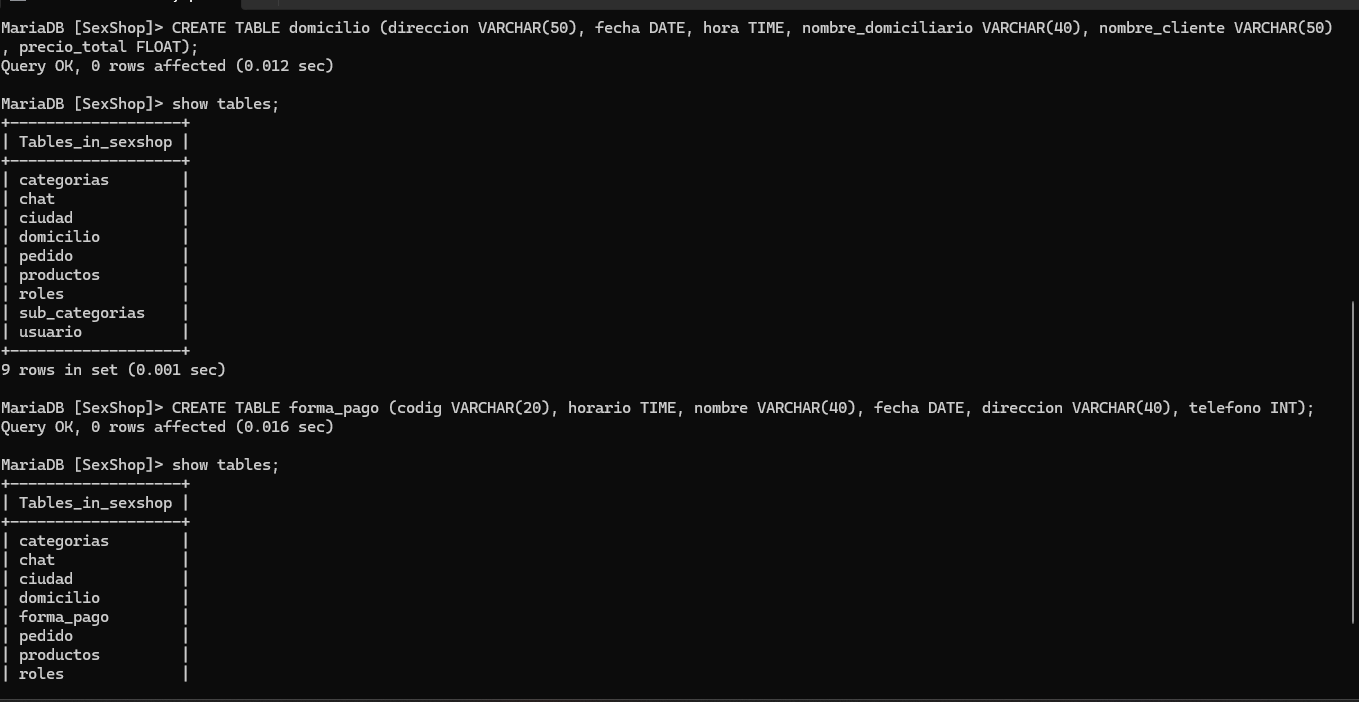 MariaDB [SexShop]> CREATE TABLE domicilio (direccion VARCHAR(50), fecha DATE, hora TIME, nombre_domiciliario VARCHAR(40), nombre_cliente VARCHAR(50)
, precio_total FLOAT);
Query OK, 0 rows affected (0.012 sec)
MariaDB [SexShop]> show tables;
+-------------------+
| Tables_in_sexshop |
+-------------------+
| categorias        |
| chat              |
| ciudad            |
| domicilio         |
| pedido            |
| productos         |
| roles             |
| sub_categorias    |
| usuario           |
+-------------------+
9 rows in set (0.001 sec)
MariaDB [SexShop]> CREATE TABLE forma_pago (codig VARCHAR(20), horario TIME, nombre VARCHAR(40), fecha DATE, direccion VARCHAR(40), telefono INT);
Query OK, 0 rows affected (0.016 sec)
MariaDB [SexShop]> show tables;
+-------------------+
| Tables_in_sexshop |
+-------------------+
| categorias        |
| chat              |
| ciudad            |
| domicilio         |
| forma_pago        |
| pedido            |
| productos         |
| roles             |